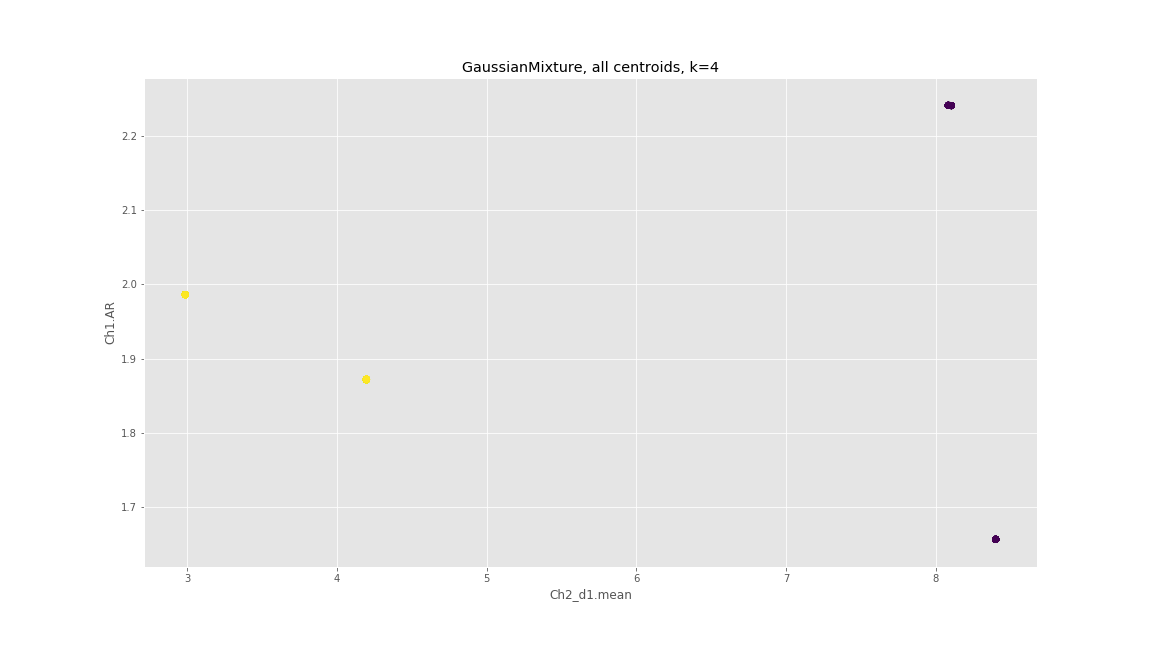 GaussianMixture, all centroids, k=4
2.2
2.1
2.0
1.9
1.8
1.7
Ch1.AR
3 4 5 6 7 8
Ch2_d1.mean